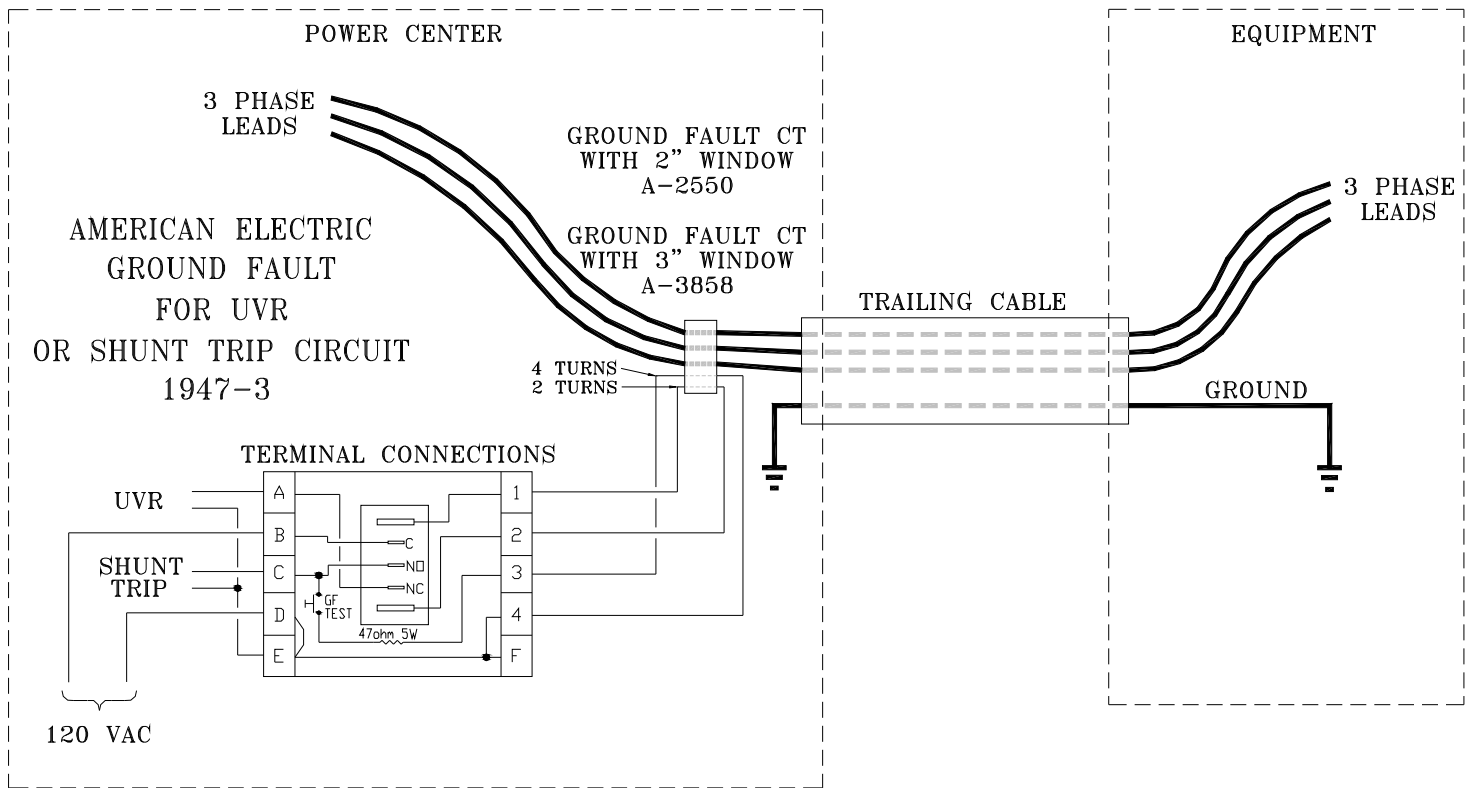 POWER CENTER
EQUIPMENT
3 PHASE
LEADS
GROUND FAULT CT
WITH 2" WINDOW
A-2550
3 PHASE
LEADS
AMERICAN ELECTRIC
GROUND FAULT
FOR UVR
OR SHUNT TRIP CIRCUIT
1947-3
GROUND FAULT CT
WITH 3" WINDOW
A-3858
TRAILING CABLE
4 TURNS
2 TURNS
GROUND
TERMINAL CONNECTIONS
UVR
SHUNT
TRIP
A
B
C
D
E
C
NO
NC
GF
TEST
47ohm 5W
1
2
3
4
F
120 VAC